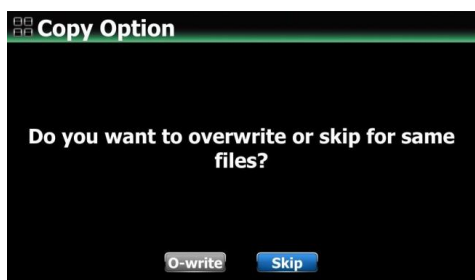 Copy Option
Do you want to overwrite or skip for same
files?
O-write Skip